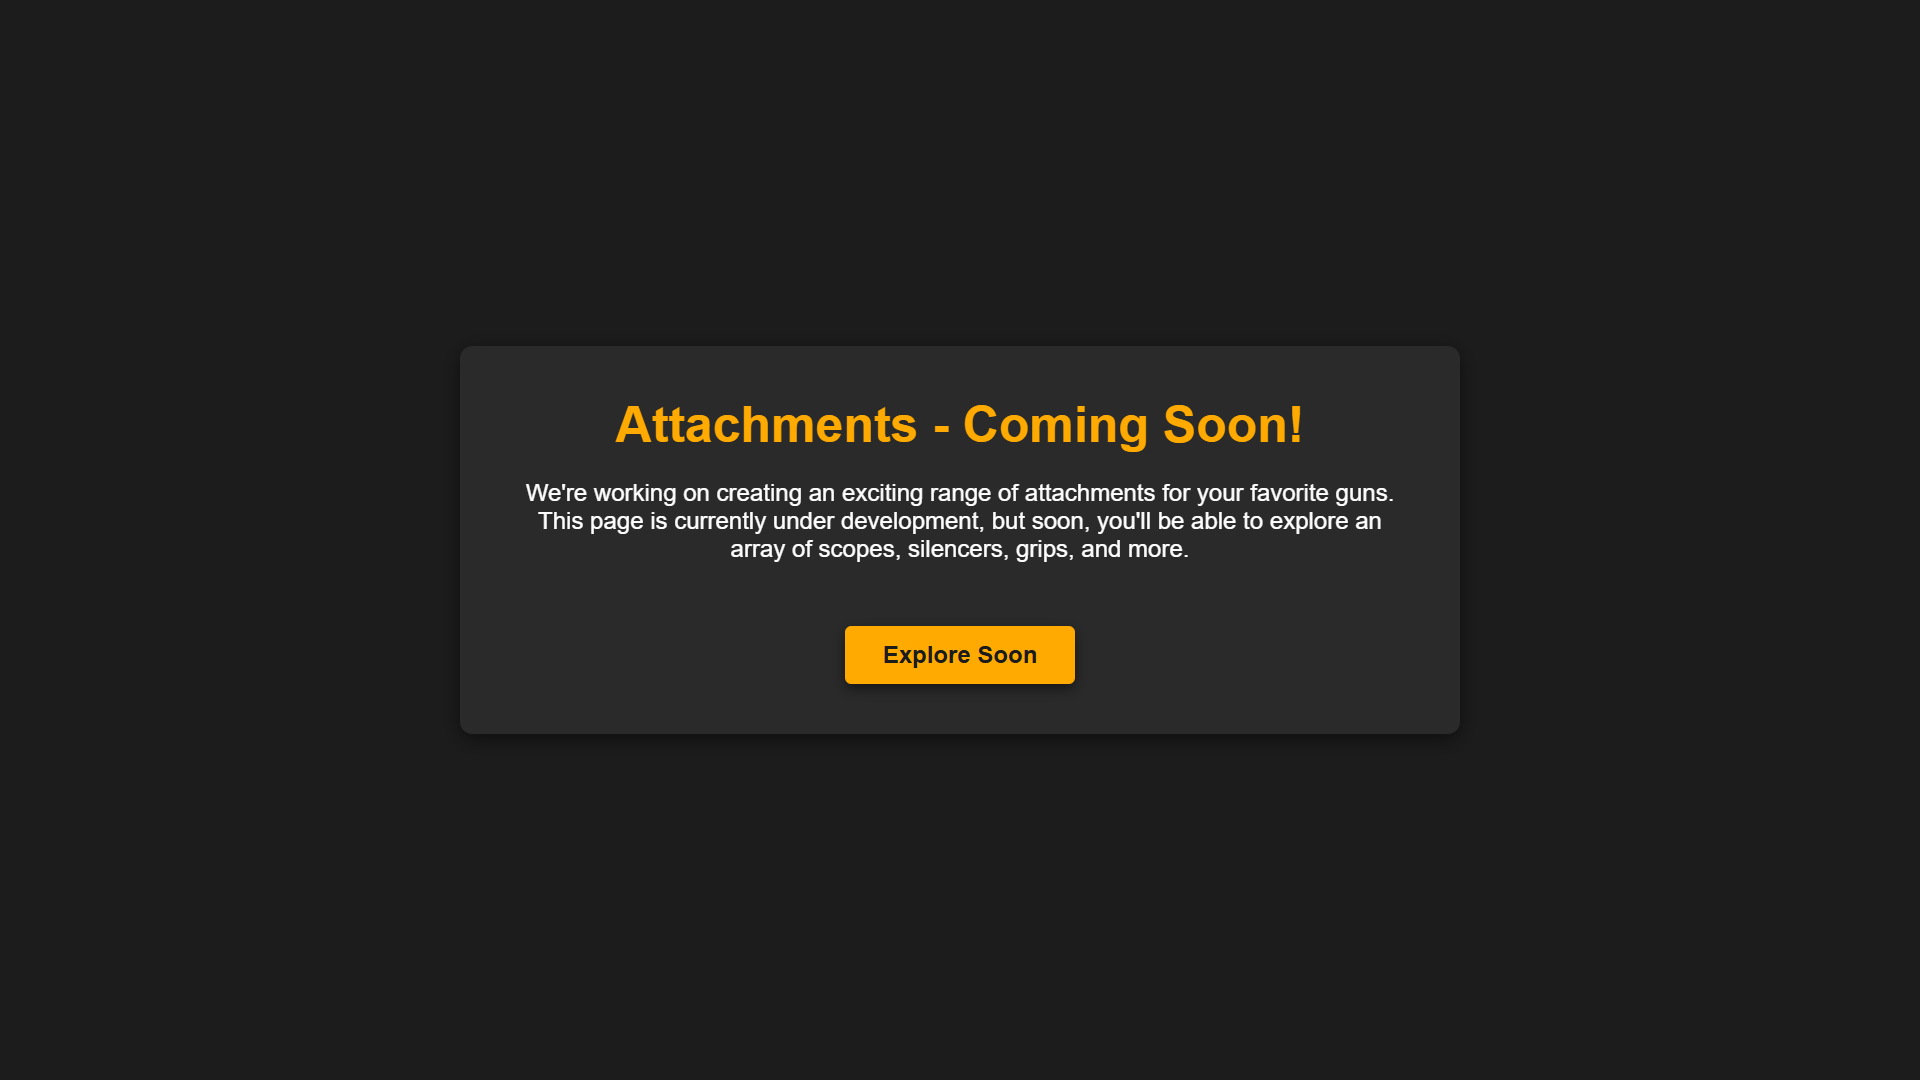 Attachments - Coming Soon!
We're working on creating an exciting range of attachments for your favorite guns.
This page is currently under development, but soon, you'll be able to explore an
array of scopes, silencers, grips, and more.
Explore Soon